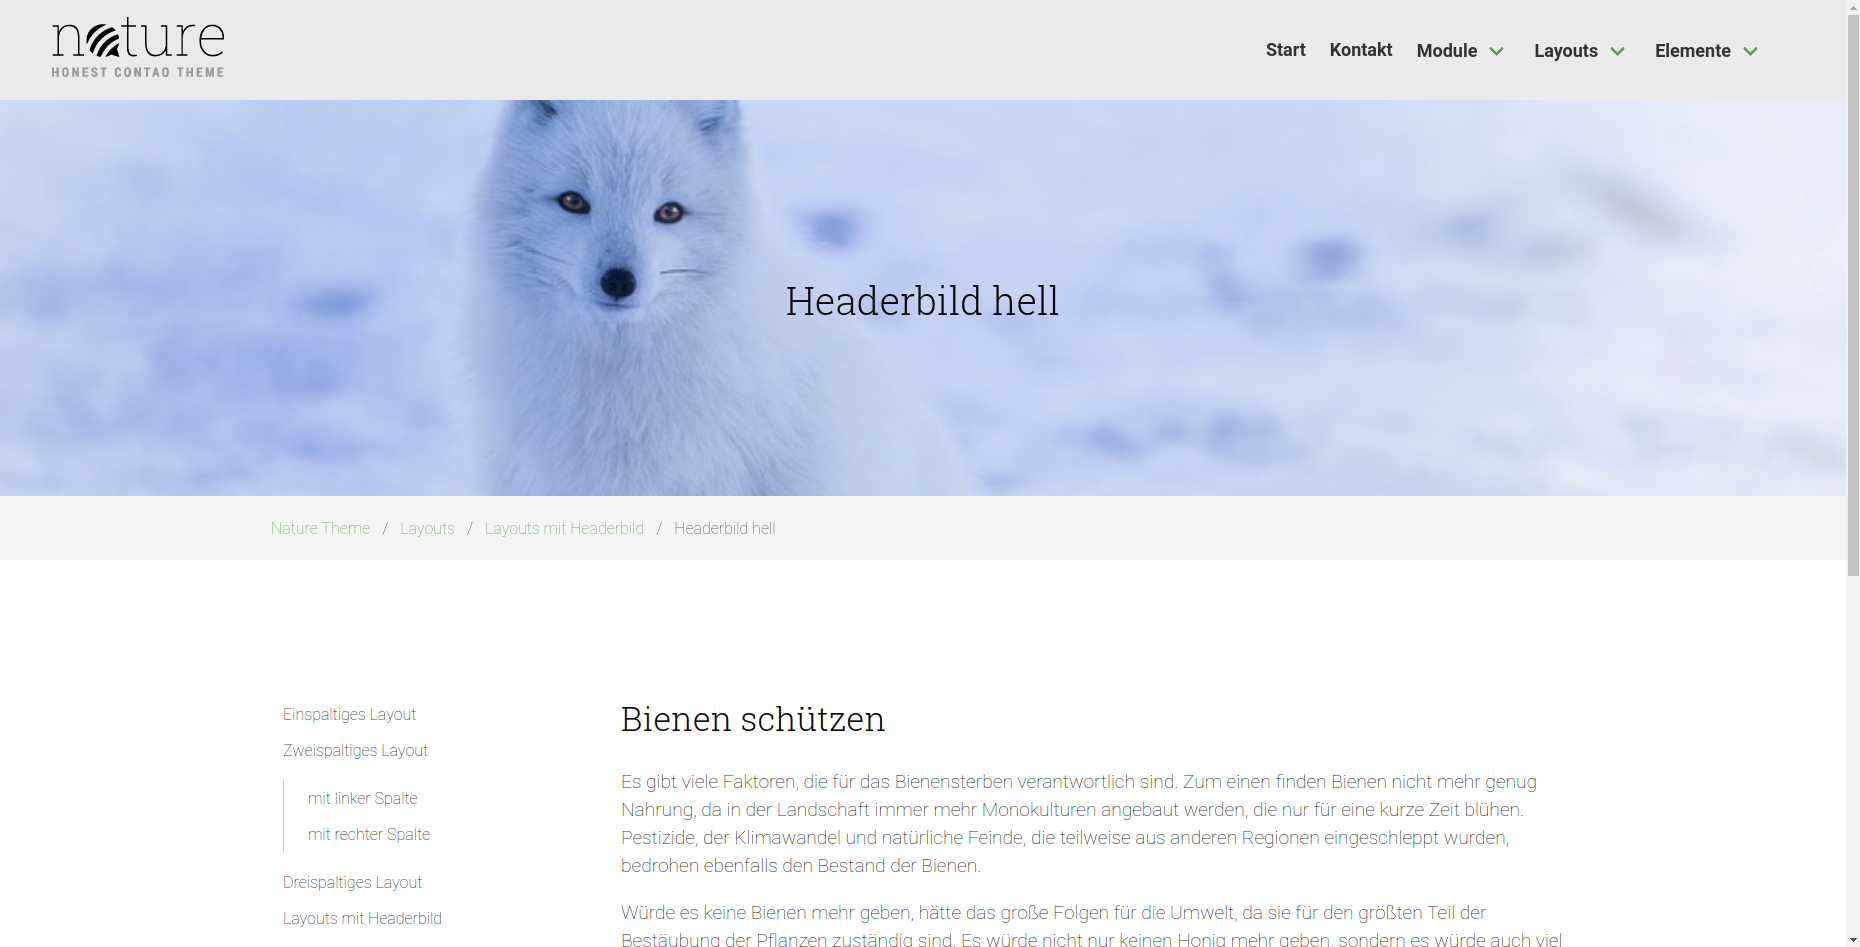 nature
HONEST CONTAO THEME
Start Kontakt Module Layouts Elemente
Headerbild hell
Nature Theme / Layouts / Layouts mit Headerbild / Headerbild hell
Einspaltiges Layout
Zweispaltiges Layout
mit linker Spalte
mit rechter Spalte
Dreispaltiges Layout
Layouts mit Headerbild
Bienen schützen
Es gibt viele Faktoren, die für das Bienensterben verantwortlich sind. Zum einen finden Bienen nicht mehr genug
Nahrung, da in der Landschaft immer mehr Monokulturen angebaut werden, die nur für eine kurze Zeit blühen.
Pestizide, der Klimawandel und natürliche Feinde, die teilweise aus anderen Regionen eingeschleppt wurden,
bedrohen ebenfalls den Bestand der Bienen.
Würde es keine Bienen mehr geben, hätte das große Folgen für die Umwelt, da sie für den größten Teil der
Bestäubung der Pflanzen zuständig sind. Es würde nicht nur keinen Honig mehr geben, sondern es würde auch viel